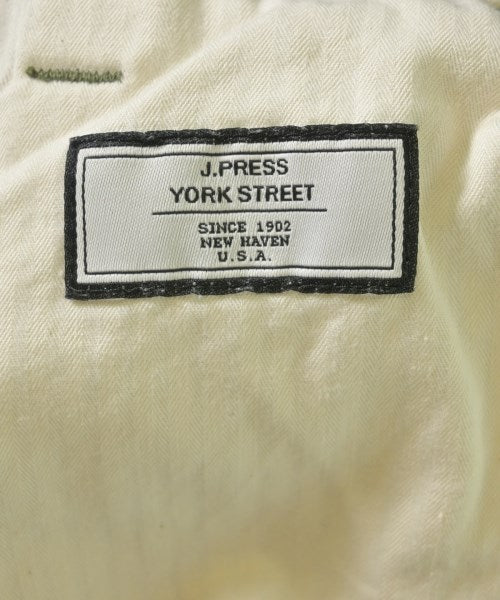 J.PRESS
YORK STREET
SINCE 1902
NEW HAVEN
U.S.A.